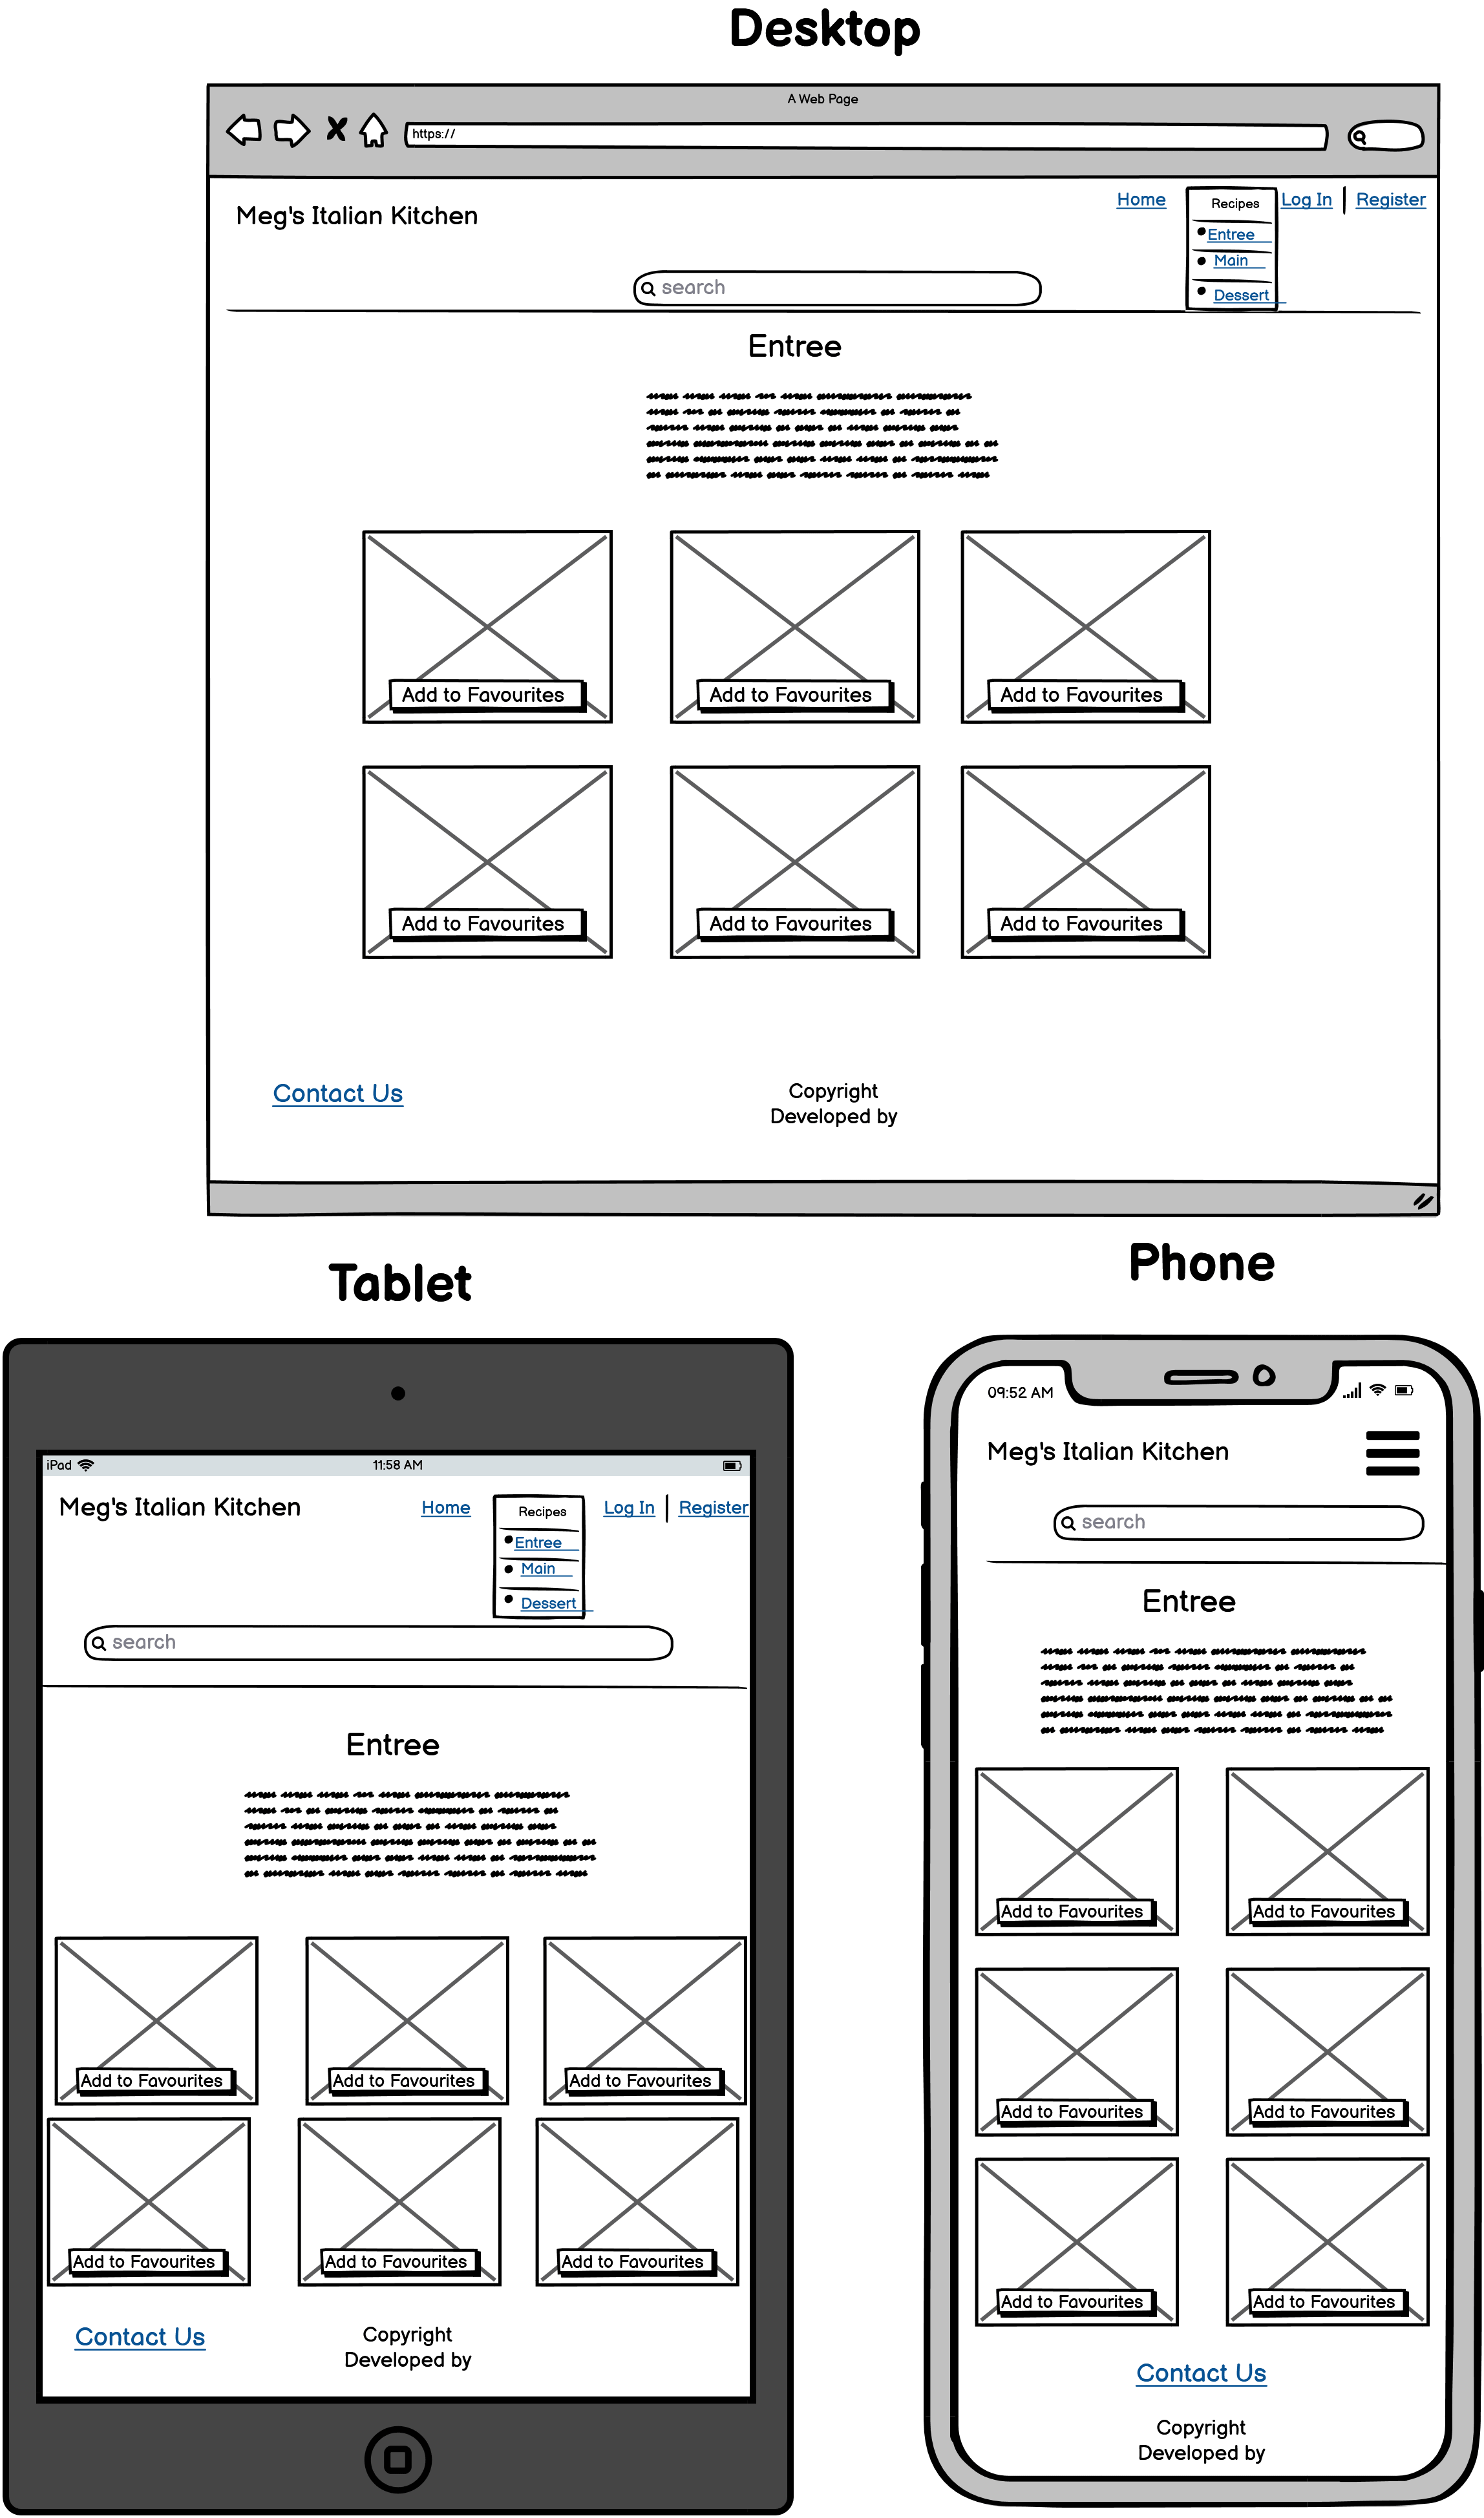 Desktop
A Web Page
https://
Meg's Italian Kitchen
Home
Recipes
Log In
Register
Entree
Main
Dessert
search
Entree
Add to Favourites
Add to Favourites
Add to Favourites
Add to Favourites
Add to Favourites
Add to Favourites
Contact Us
Copyright
Developed by
Tablet
iPad
11:58 AM
Meg's Italian Kitchen
Home
Recipes
Log In
Register
Entree
Main
Dessert
search
Entree
Add to Favourites
Add to Favourites
Add to Favourites
Add to Favourites
Add to Favourites
Add to Favourites
Contact Us
Copyright
Developed by
Phone
09:52 AM
Meg's Italian Kitchen
search
Entree
Add to Favourites
Add to Favourites
Add to Favourites
Add to Favourites
Add to Favourites
Add to Favourites
Contact Us
Copyright
Developed by